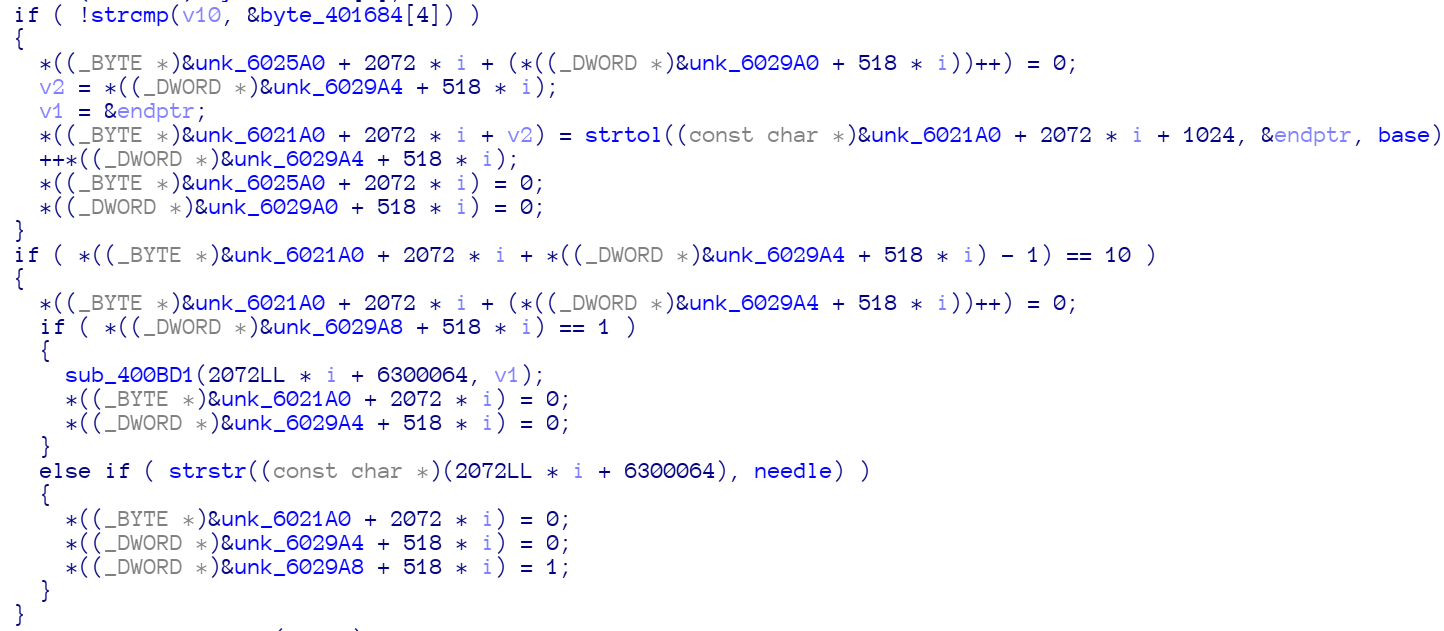 if ( !strcmp(v10, &byte_401684[4]) )
{
  *((_BYTE *)&unk_6025A0 + 2072 * i + (*((_DWORD *)&unk_6029A0 + 518 * i))++) = 0;
  v2 = *((_DWORD *)&unk_6029A4 + 518 * i);
  v1 = &endptr;
  *((_BYTE *)&unk_6021A0 + 2072 * i + v2) = strtol((const char *)&unk_6021A0 + 2072 * i + 1024, &endptr, base)
  ++*((_DWORD *)&unk_6029A4 + 518 * i);
  *((_BYTE *)&unk_6025A0 + 2072 * i) = 0;
  *((_DWORD *)&unk_6029A0 + 518 * i) = 0;
}
if ( *((_BYTE *)&unk_6021A0 + 2072 * i + *((_DWORD *)&unk_6029A4 + 518 * i) - 1) == 10 )
{
  *((_BYTE *)&unk_6021A0 + 2072 * i + (*((_DWORD *)&unk_6029A4 + 518 * i))++) = 0;
  if ( *((_DWORD *)&unk_6029A8 + 518 * i) == 1 )
  {
    sub_400BD1(2072LL * i + 6300064, v1);
    *((_BYTE *)&unk_6021A0 + 2072 * i) = 0;
    *((_DWORD *)&unk_6029A4 + 518 * i) = 0;
  }
  else if ( strstr((const char *)(2072LL * i + 6300064), needle) )
  {
    *((_BYTE *)&unk_6021A0 + 2072 * i) = 0;
    *((_DWORD *)&unk_6029A4 + 518 * i) = 0;
    *((_DWORD *)&unk_6029A8 + 518 * i) = 1;
  }
}